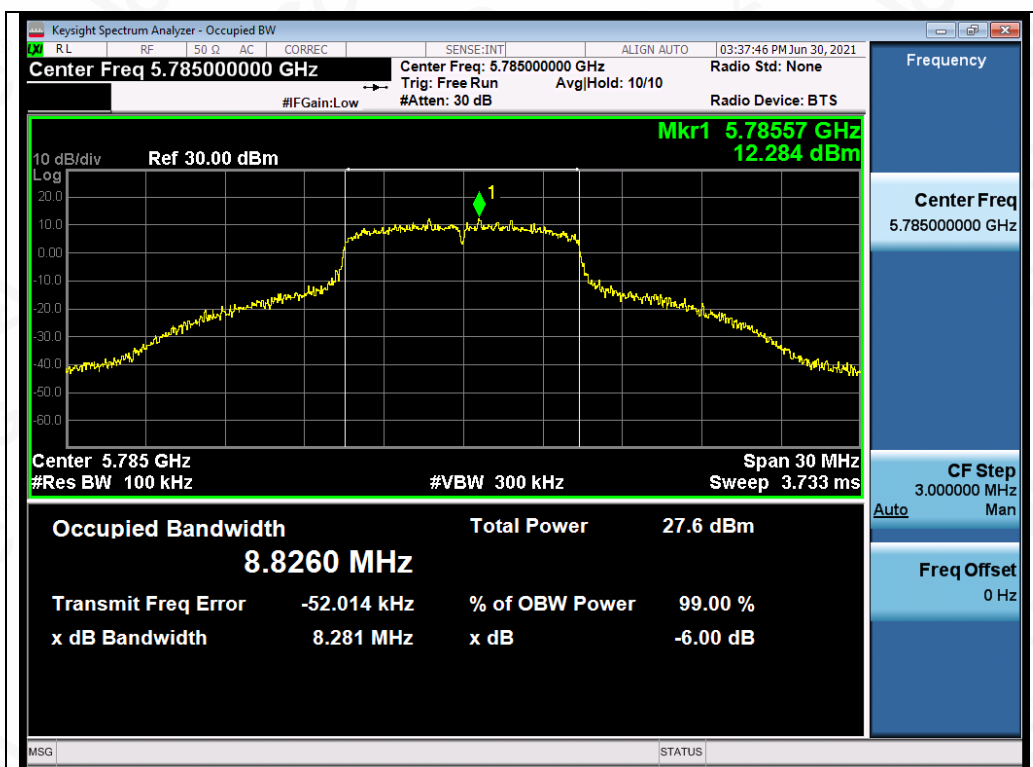 Keysight Spectrum Analyzer - Occupied BW
LXI RL RF 50 Ω AC CORREC SENSE:INT ALIGN AUTO 03:37:46 PM Jun 30, 2021
Center Freq 5.785000000 GHz Center Freq: 5.785000000 GHz Radio Std: None
Trig: Free Run Avg|Hold: 10/10
#IFGain:Low #Atten: 30 dB Radio Device: BTS
Frequency
Mkr1 5.78557 GHz
12.284 dBm
10 dB/div Ref 30.00 dBm
Log
20.0
10.0
0.00
-10.0
-20.0
-30.0
-40.0
-50.0
-60.0
1
Center 5.785 GHz Span 30 MHz
#Res BW 100 kHz #VBW 300 kHz Sweep 3.733 ms
Occupied Bandwidth Total Power 27.6 dBm
8.8260 MHz
Transmit Freq Error -52.014 kHz % of OBW Power 99.00 %
x dB Bandwidth 8.281 MHz x dB -6.00 dB
Center Freq
5.785000000 GHz
CF Step
3.000000 MHz
Auto Man
Freq Offset
0 Hz
MSG STATUS